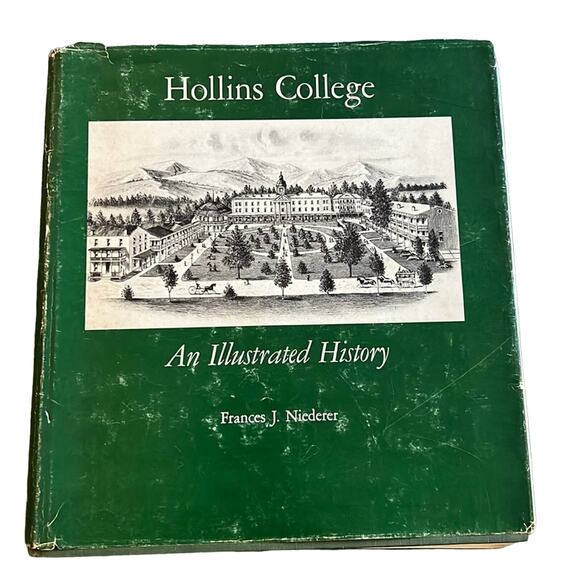 Hollins College
An Illustrated History
Frances J. Niederer